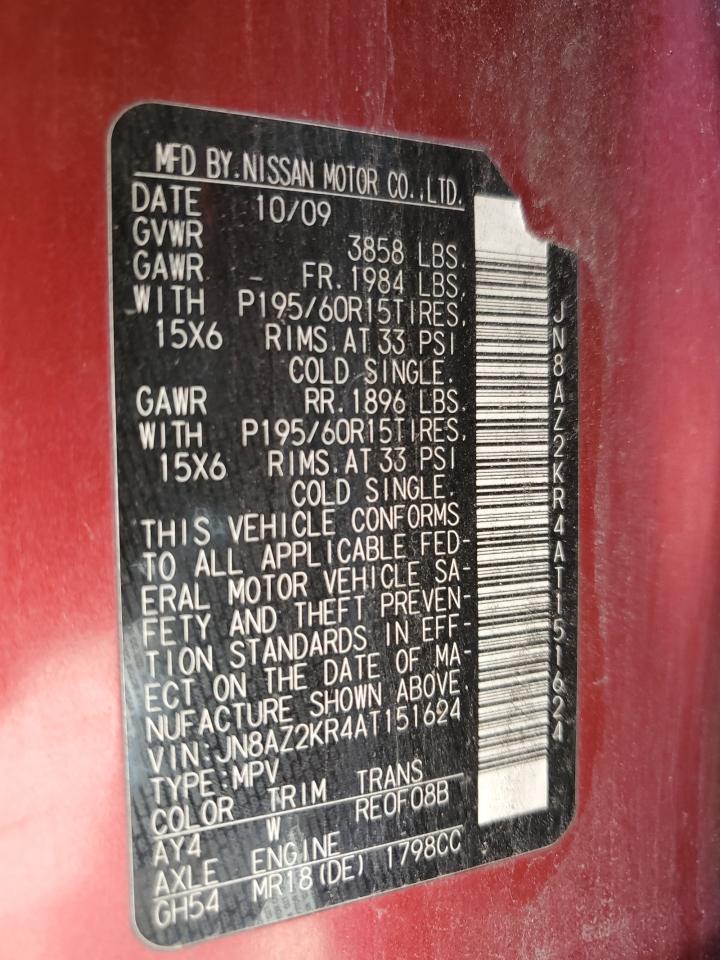 MFD BY.NISSAN MOTOR CO.,LTD.
DATE 10/09
GVWR 3858 LBS.
GAWR - FR.1984 LBS.
WITH P195/60R15TIRES.
15X6 RIMS.AT 33 PSI
COLD SINGLE.
GAWR RR.1896 LBS.
WITH P195/60R15TIRES.
15X6 RIMS.AT 33 PSI
COLD SINGLE.
THIS VEHICLE CONFORMS
TO ALL APPLICABLE FED-
ERAL MOTOR VEHICLE SA-
FETY AND THEFT PREVEN-
TION STANDARDS IN EFF-
ECT ON THE DATE OF MA-
NUFACTURE SHOWN ABOVE.
VIN:JN8AZ2KR4AT151624
TYPE:MPV
COLOR TRIM TRANS
AY4 W RE0F08B
AXLE ENGINE
GH54 MR18(DE) 1798CC
JN8AZ2KR4AT151624